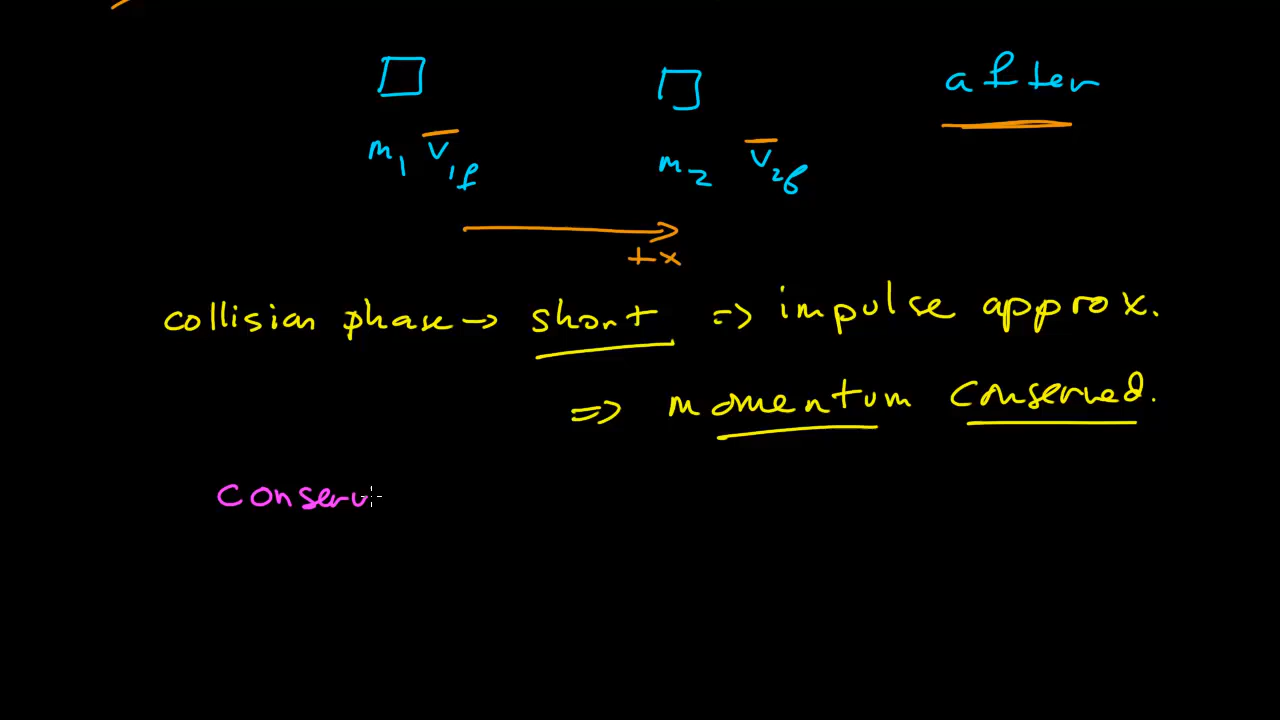 after
m₁ v̅₁f m₂ v̅₂f
+x
collision phase → short => impulse approx.
=> momentum conserved.
conserv